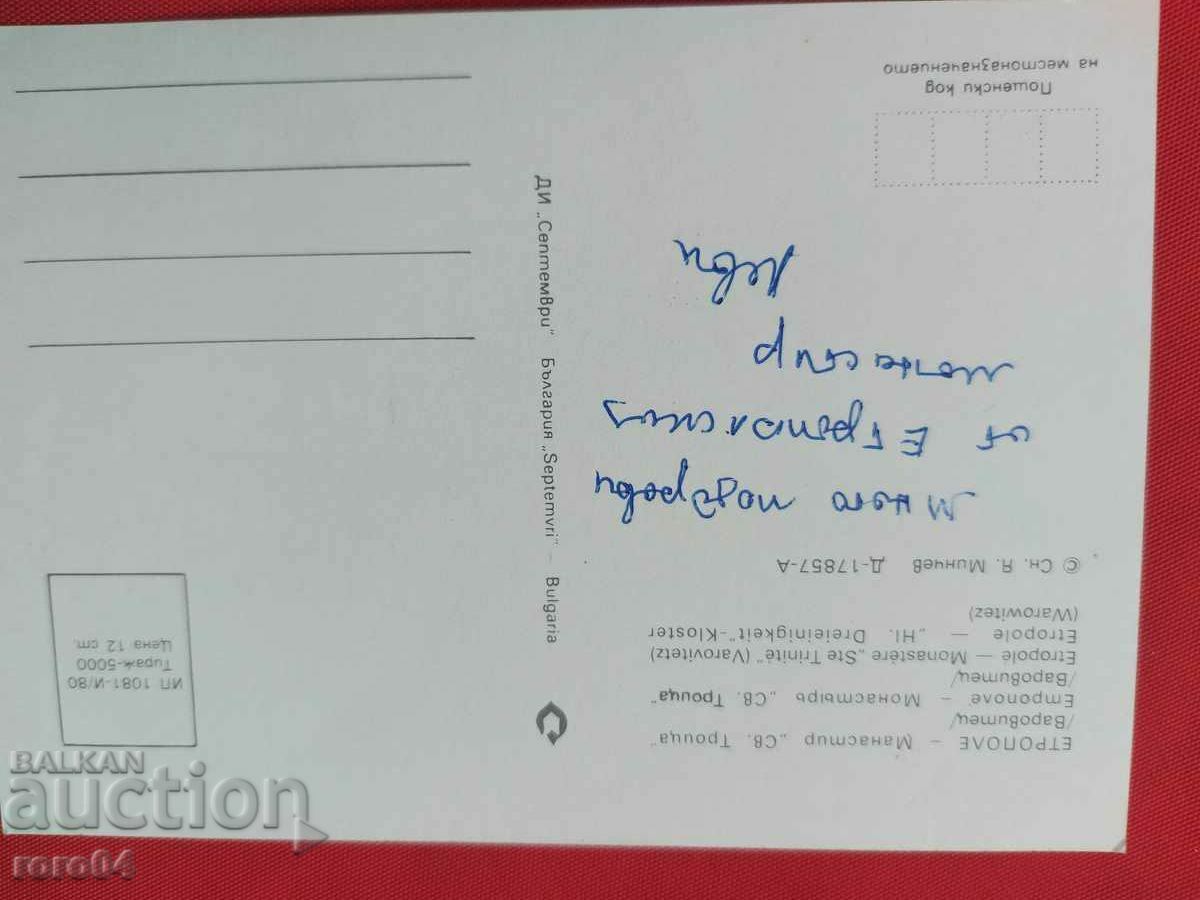 ЕТРОПОЛЕ – Манастир „Св. Троица"
/Варовитец/
Етрополе – Монастырь „Св. Троица"
/Варовитец/
Etropole — Monastère „Ste Trinité" (Varovitetz)
Etropole — „Hl. Dreieinigkeit"-Kloster
(Warowitez)
© Сн. Я. Минчев Д-17857-А
Много поздрави
от Етрополския
манастир
Леви
Пощенски код
на местоназначението
ДИ „Септември" България „Septemvri" – Bulgaria
ИП 1081-И/80
Тираж-5000
Цена 12 ст.
BALKAN
auction
roro04